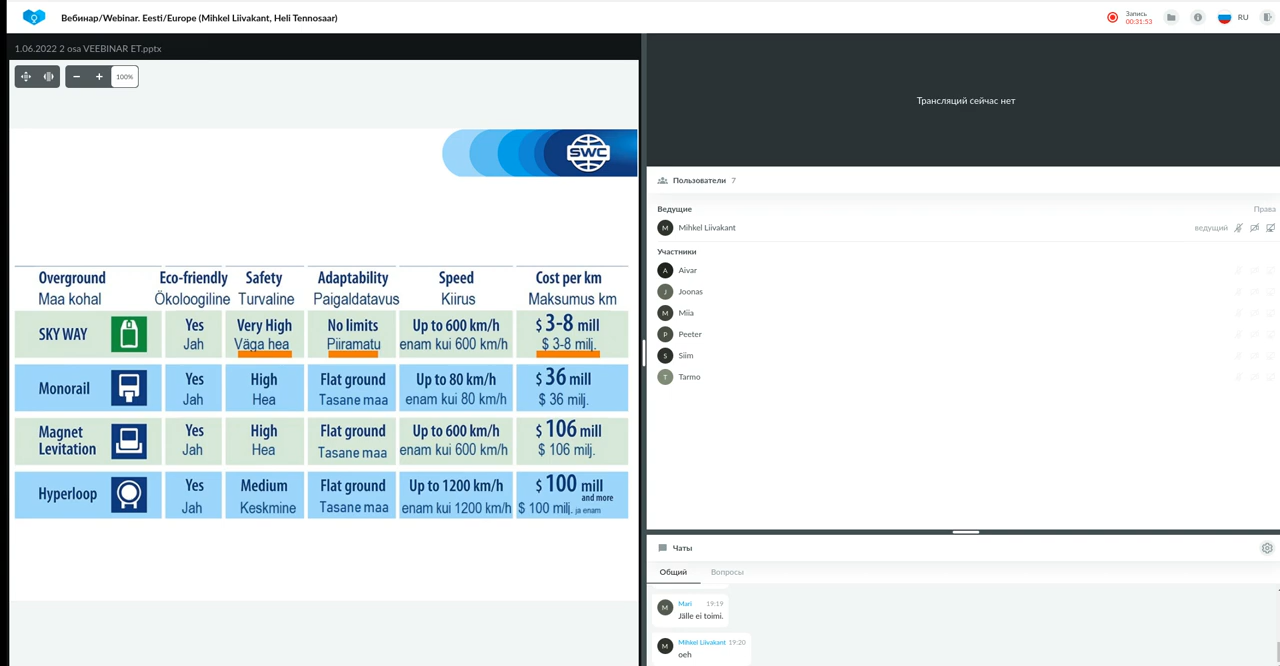 Вебинар/Webinar. Eesti/Europe (Mihkel Liivakant, Heli Tennosaar)
Запись
00:31:53
RU
1.06.2022 2 osa VEEBINAR ET.pptx
100%
SWC
Overground Eco-friendly Safety Adaptability Speed Cost per km
Maa kohal Ökoloogiline Turvaline Paigaldatavus Kiirus Maksumus km
SKY WAY Yes Very High No limits Up to 600 km/h $ 3-8 mill
Jah Väga hea Piiramatu enam kui 600 km/h $ 3-8 milj.
Monorail Yes High Flat ground Up to 80 km/h $ 36 mill
Jah Hea Tasane maa enam kui 80 km/h $ 36 milj.
Magnet Levitation Yes High Flat ground Up to 600 km/h $ 106 mill
Jah Hea Tasane maa enam kui 600 km/h $ 106 milj.
Hyperloop Yes Medium Flat ground Up to 1200 km/h $ 100 mill and more
Jah Keskmine Tasane maa enam kui 1200 km/h $ 100 milj. ja enam
Трансляций сейчас нет
Пользователи 7
Ведущие Права
M Mihkel Liivakant ведущий
Участники
A Aivar
J Joonas
M Miia
P Peeter
S Siim
T Tarmo
Чаты
Общий Вопросы
M Mari 19:19
Jälle ei toimi.
M Mihkel Liivakant 19:20
oeh